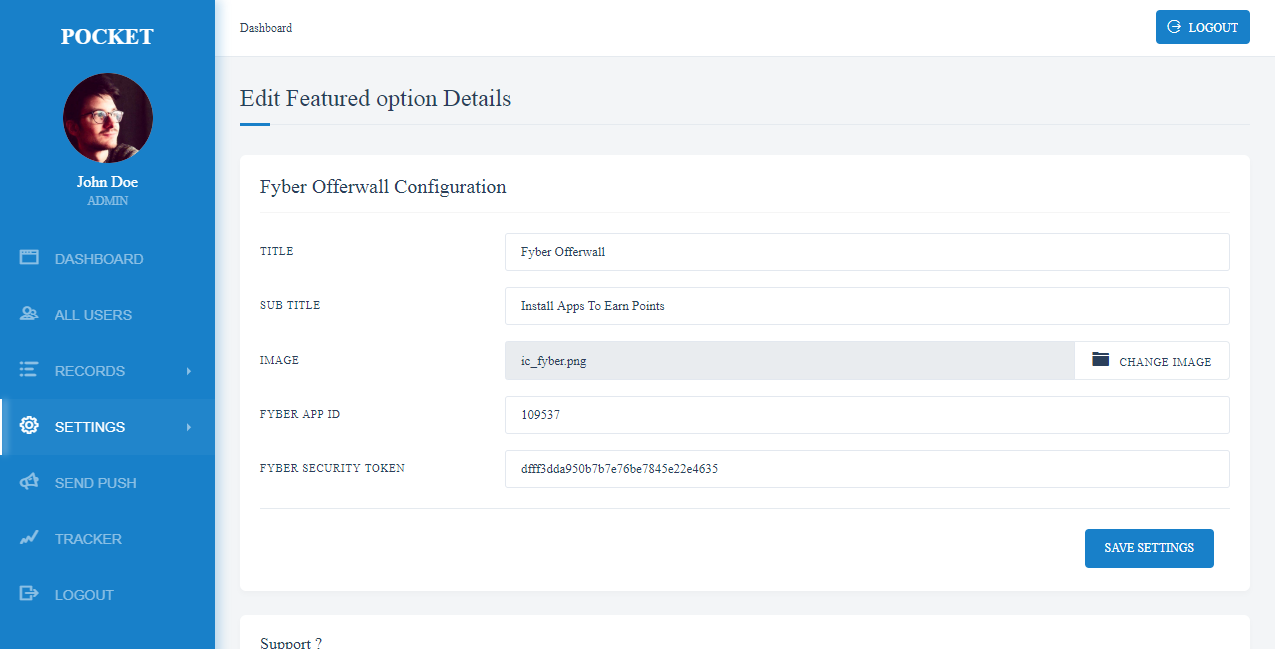 POCKET
John Doe
ADMIN
DASHBOARD
ALL USERS
RECORDS
SETTINGS
SEND PUSH
TRACKER
LOGOUT
Dashboard
LOGOUT
Edit Featured option Details
Fyber Offerwall Configuration
TITLE
Fyber Offerwall
SUB TITLE
Install Apps To Earn Points
IMAGE
ic_fyber.png
CHANGE IMAGE
FYBER APP ID
109537
FYBER SECURITY TOKEN
dfff3dda950b7b7e76be7845e22e4635
SAVE SETTINGS
Support ?